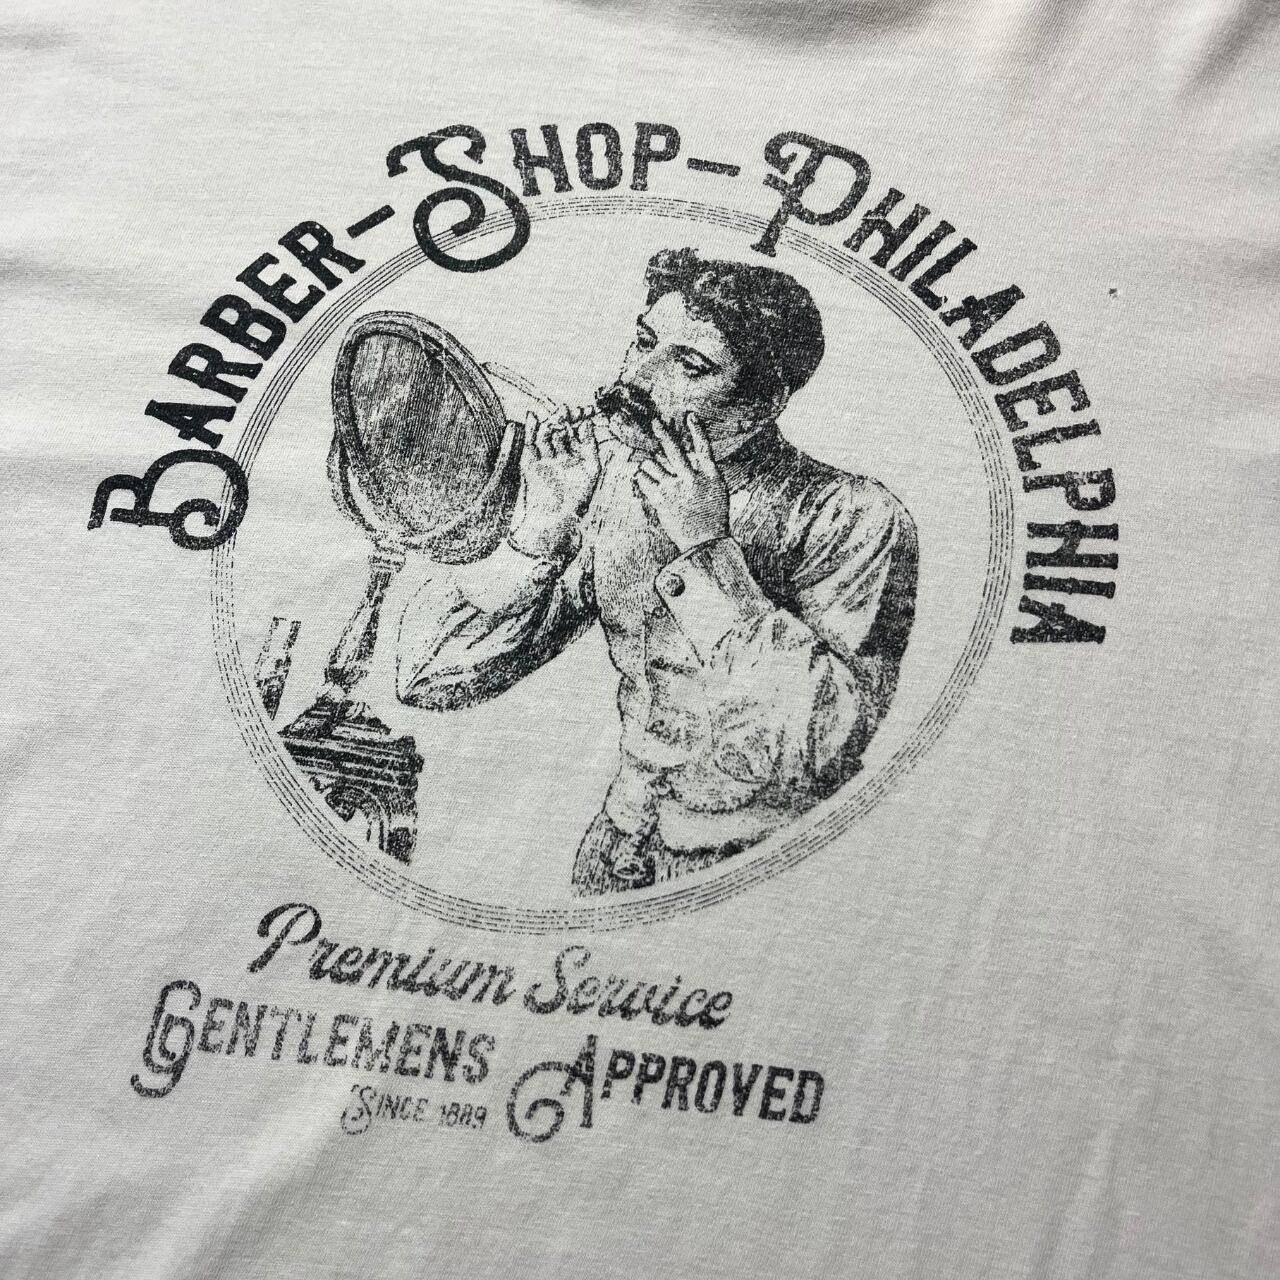 BARBER-SHOP-PHILADELPHIA
Premium Service
GENTLEMENS APPROVED
SINCE 1889